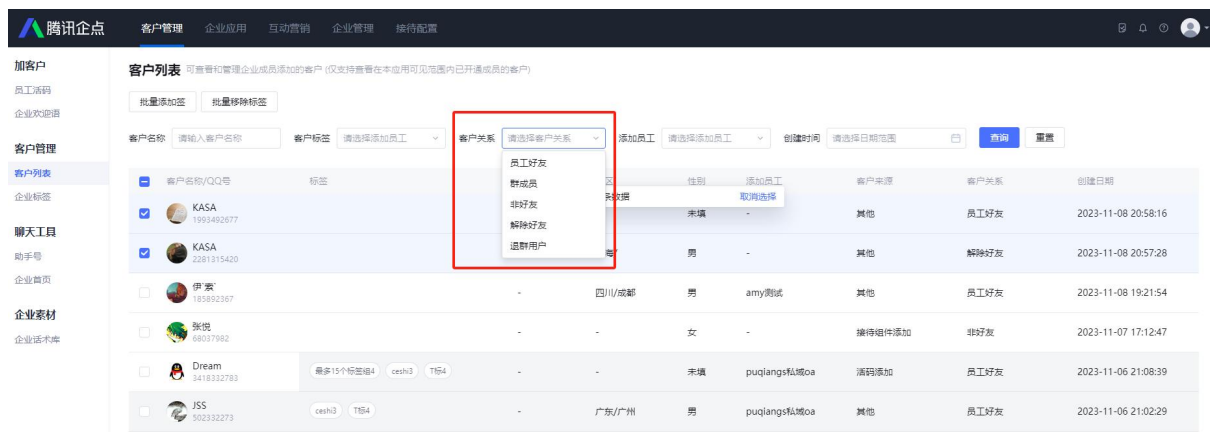 腾讯企点 客户管理 企业应用 互动营销 企业管理 接待配置
加客户
员工活码
企业欢迎语
客户管理
客户列表
企业标签
聊天工具
助手号
企业首页
企业素材
企业话术库
客户列表 可查看和管理企业成员添加的客户 (仅支持查看在本应用可见范围内已开通成员的客户)
批量添加签 批量移除标签
客户名称 请输入客户名称 客户标签 请选择添加员工 客户关系 请选择客户关系 添加员工 请选择添加员工 创建时间 请选择日期范围 查询 重置
员工好友
群成员
非好友
解除好友
退群用户
客户名称/QQ号 标签 区 性别 添加员工 客户来源 客户关系 创建日期
条数据 取消选择
KASA
1993492677
未填 - 其他 员工好友 2023-11-08 20:58:16
KASA
2281315420
海/ 男 - 其他 解除好友 2023-11-08 20:57:28
185892367
- 四川/成都 男 amy测试 其他 员工好友 2023-11-08 19:21:54
张悦
68037982
- - 女 - 接待组件添加 非好友 2023-11-07 17:12:47
Dream
3418332783
最多15个标签组4 ceshi3 T标4 - - 未填 puqiangs私域oa 活码添加 员工好友 2023-11-06 21:08:39
JSS
502332273
ceshi3 T标4 - 广东/广州 男 puqiangs私域oa 其他 员工好友 2023-11-06 21:02:29